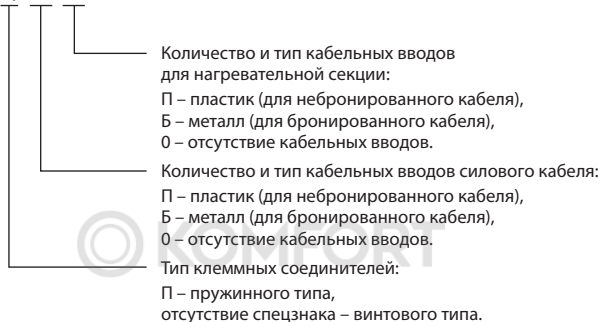 Количество и тип кабельных вводов
для нагревательной секции:
П – пластик (для небронированного кабеля),
Б – металл (для бронированного кабеля),
0 – отсутствие кабельных вводов.
Количество и тип кабельных вводов силового кабеля:
П – пластик (для небронированного кабеля),
Б – металл (для бронированного кабеля),
0 – отсутствие кабельных вводов.
KOMFORT
Тип клеммных соединителей:
П – пружинного типа,
отсутствие спецзнака – винтового типа.